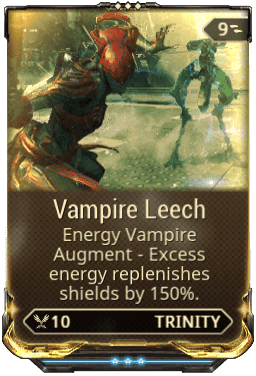 9
Vampire Leech
Energy Vampire
Augment - Excess
energy replenishes
shields by 150%.
10 TRINITY